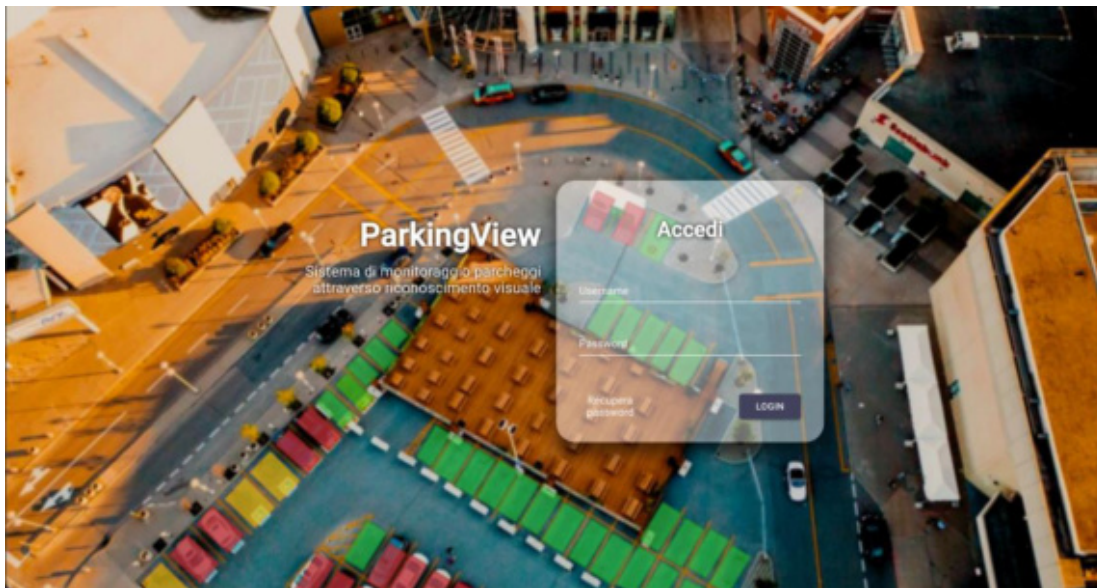 ParkingView
Sistema di monitoraggio parcheggi
attraverso riconoscimento visuale
Accedi
Username
Password
Recupera
password
LOGIN